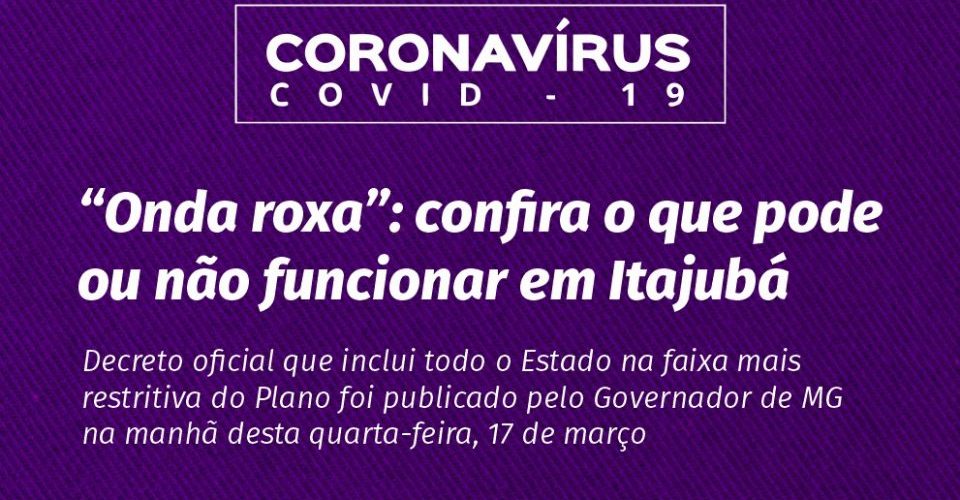 CORONAVÍRUS
COVID - 19
“Onda roxa”: confira o que pode
ou não funcionar em Itajubá
Decreto oficial que inclui todo o Estado na faixa mais
restritiva do Plano foi publicado pelo Governador de MG
na manhã desta quarta-feira, 17 de março